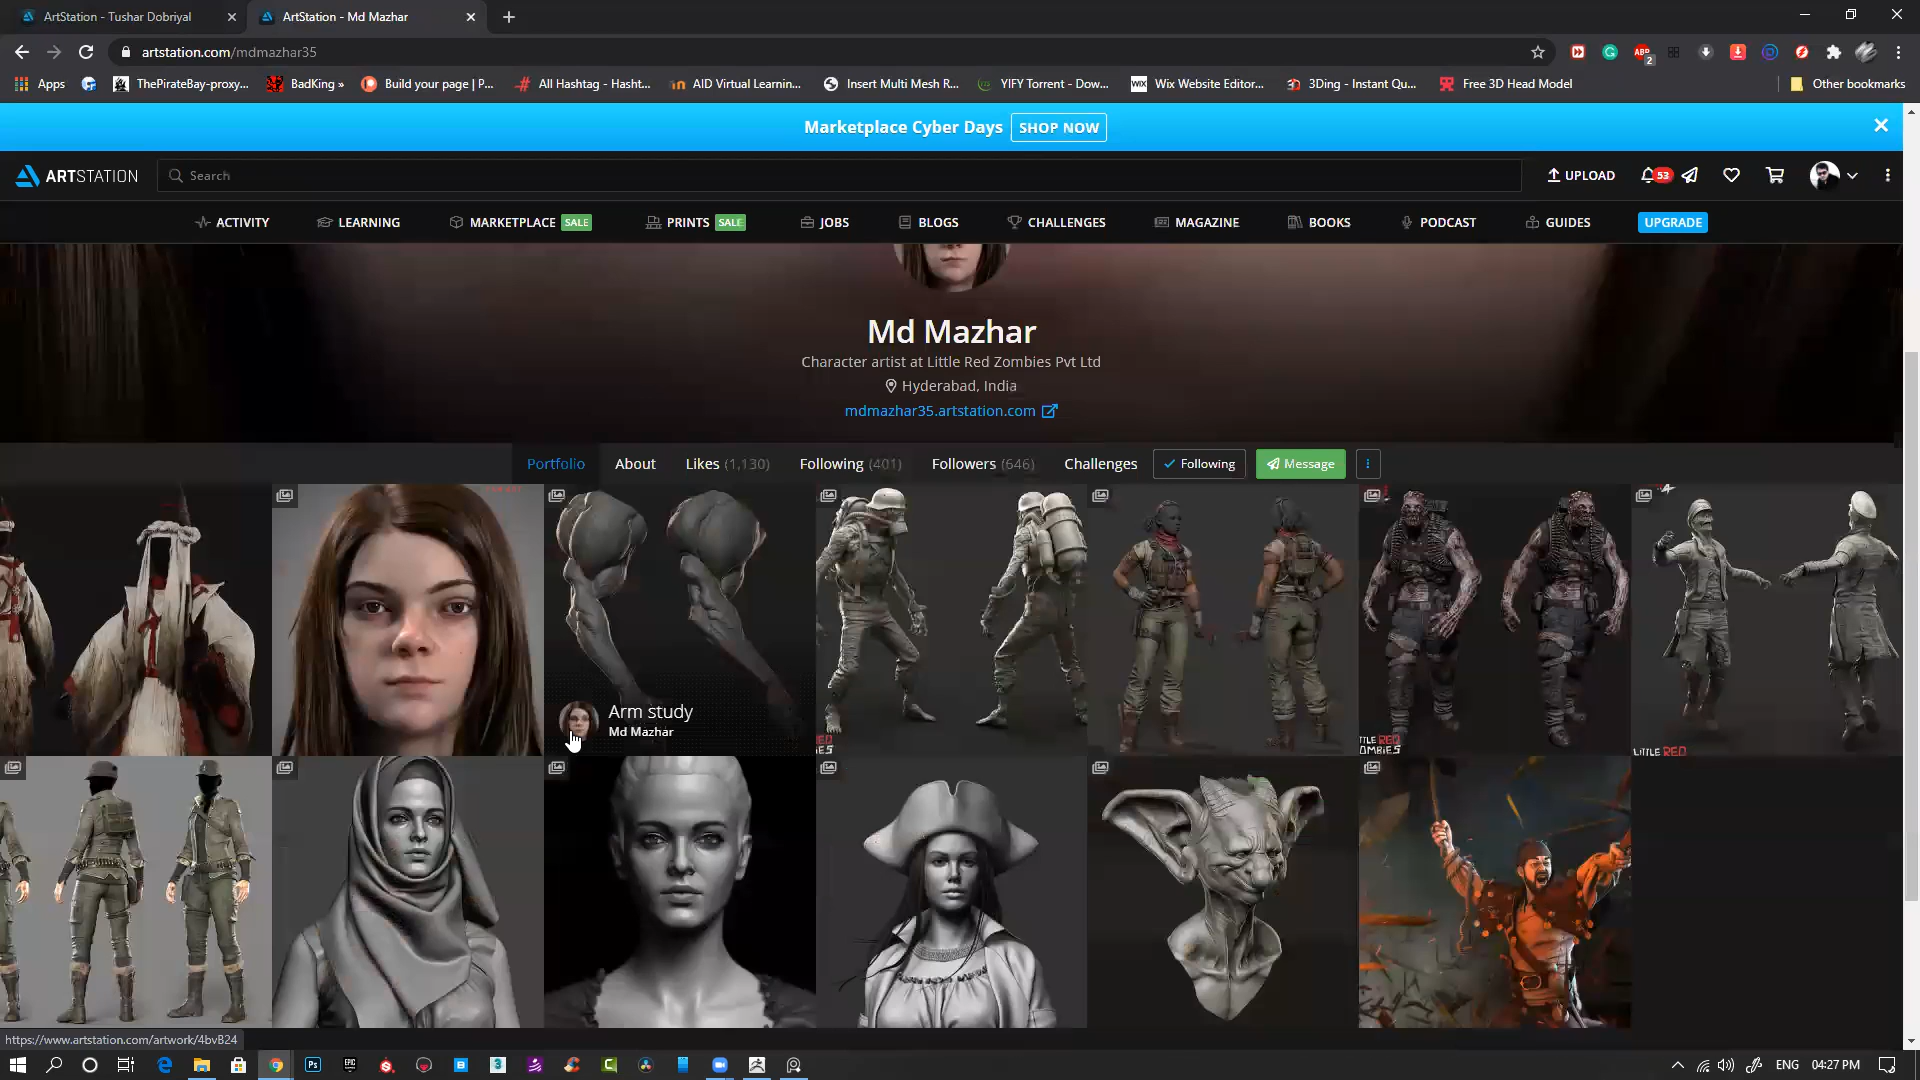 ArtStation - Tushar Dobriyal
ArtStation - Md Mazhar
artstation.com/mdmazhar35
2
Apps
ThePirateBay-proxy...
BadKing »
Build your page | P...
All Hashtag - Hasht...
AID Virtual Learnin...
Insert Multi Mesh R...
YIFY Torrent - Dow...
Wix Website Editor...
3Ding - Instant Qu...
Free 3D Head Model
Other bookmarks
Marketplace Cyber Days SHOP NOW
ARTSTATION
Search
UPLOAD
53
ACTIVITY
LEARNING
MARKETPLACE SALE
PRINTS SALE
JOBS
BLOGS
CHALLENGES
MAGAZINE
BOOKS
PODCAST
GUIDES
UPGRADE
Md Mazhar
Character artist at Little Red Zombies Pvt Ltd
Hyderabad, India
mdmazhar35.artstation.com
Portfolio
About
Likes (1,130)
Following (401)
Followers (646)
Challenges
Following
Message
Arm study
Md Mazhar
LITTLE RED
https://www.artstation.com/artwork/4bvB24
ENG
04:27 PM